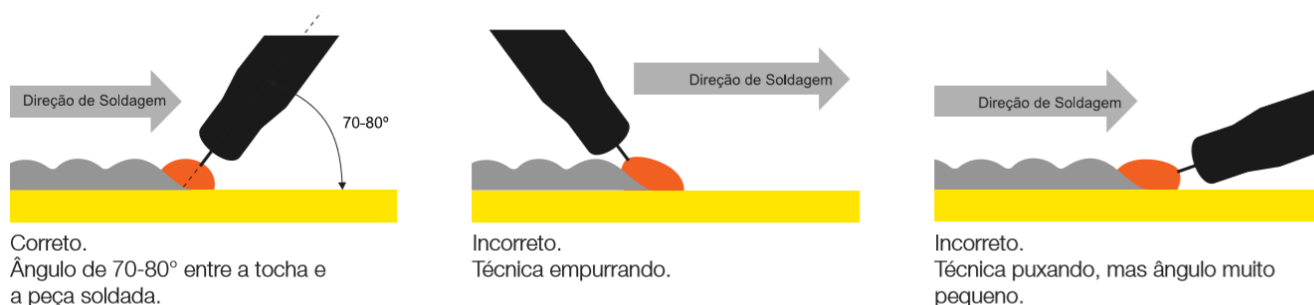 Direção de Soldagem
70-80º
Correto.
Ângulo de 70-80° entre a tocha e
a peça soldada.
Direção de Soldagem
Incorreto.
Técnica empurrando.
Direção de Soldagem
Incorreto.
Técnica puxando, mas ângulo muito
pequeno.